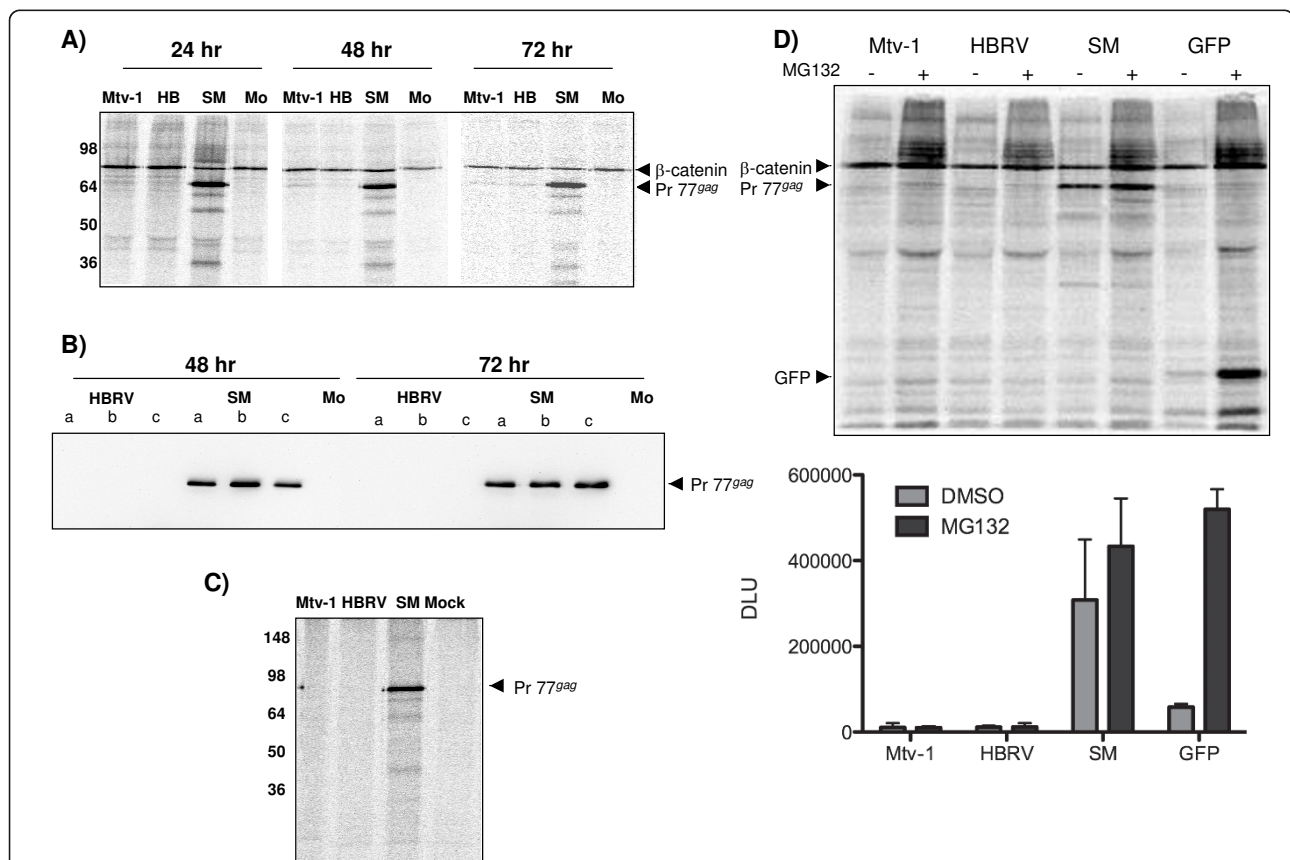 A)
24 hr 48 hr 72 hr
Mtv-1 HB SM Mo Mtv-1 HB SM Mo Mtv-1 HB SM Mo
98
64
50
36
β-catenin
Pr 77gag
B)
48 hr 72 hr
HBRV SM Mo HBRV SM Mo
a b c a b c a b c a b c
Pr 77gag
C)
Mtv-1 HBRV SM Mock
148
98
64
50
36
Pr 77gag
D)
Mtv-1 HBRV SM GFP
MG132 - + - + - + - +
β-catenin
Pr 77gag
GFP
600000
400000
200000
0
DLU
DMSO
MG132
Mtv-1 HBRV SM GFP